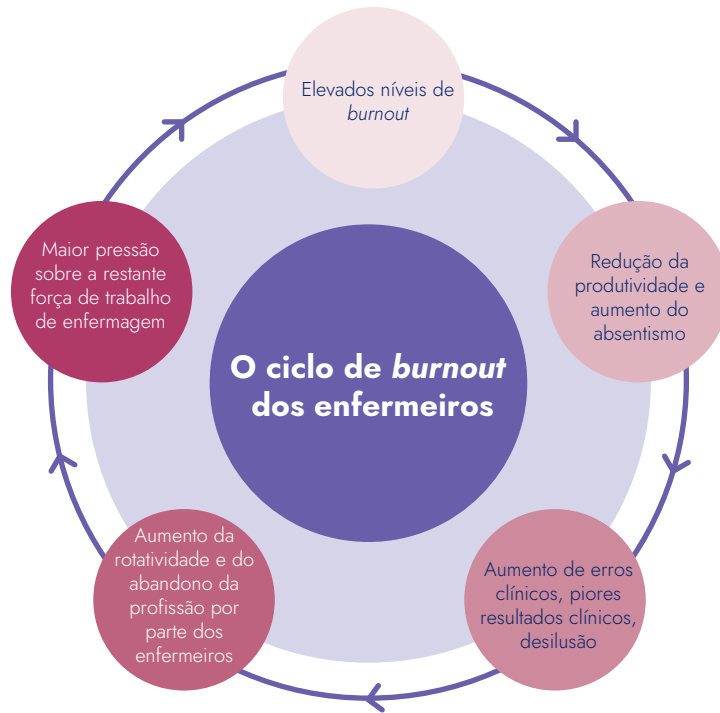 Elevados níveis de
burnout
Redução da
produtividade e
aumento do
absentismo
Aumento de erros
clínicos, piores
resultados clínicos,
desilusão
Aumento da
rotatividade e do
abandono da
profissão por
parte dos
enfermeiros
Maior pressão
sobre a restante
força de trabalho
de enfermagem
O ciclo de burnout
dos enfermeiros